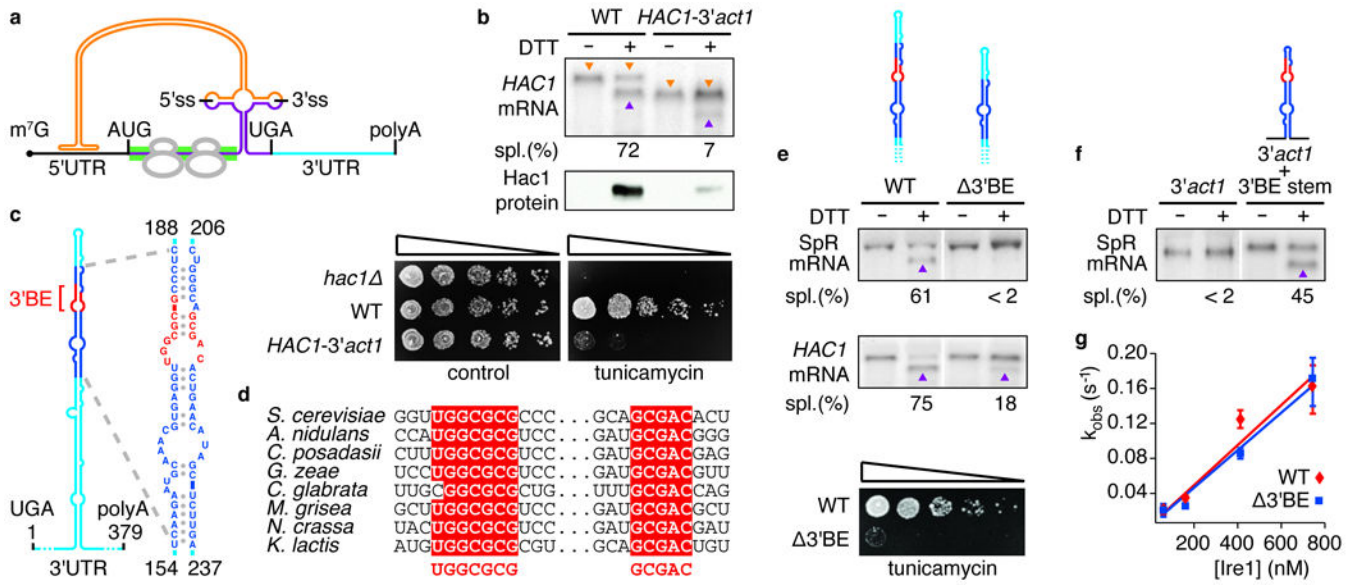 a
5'ss
3'ss
m⁷G
AUG
UGA
polyA
5'UTR
3'UTR
b
WT HAC1-3'act1
DTT − + − +
HAC1
mRNA
spl.(%) 72 7
Hac1
protein
hac1Δ
WT
HAC1-3'act1
control tunicamycin
c
188 206
3'BE
UGA polyA
1 379
3'UTR
154 237
d
S. cerevisiae GGUUGGCGCGCCC...GCAGCGACACU
A. nidulans CCAUGGCGCGUCC...GAUGCGACGGG
C. posadasii CUUUGGCGCGUCC...GAUGCGACGAG
G. zeae UCCUGGCGCGUCC...GAUGCGACGUU
C. glabrata UUGCGGCGCGCUG...UUUGCGACCAG
M. grisea GCUUGGCGCGUCC...GAUGCGACGAG
N. crassa UACUGGCGCGUCC...GAUGCGACGAU
K. lactis AUGUGGCGCGCGU...GCAGCGACUGU
UGGCGCG GCGAC
e
WT Δ3'BE
DTT − + − +
SpR
mRNA
spl.(%) 61 < 2
HAC1
mRNA
spl.(%) 75 18
WT
Δ3'BE
tunicamycin
f
3'act1
3'act1
+
3'BE stem
DTT − + − +
SpR
mRNA
spl.(%) < 2 45
g
kobs (s⁻¹)
0.20
0.16
0.12
0.08
0.04
WT
Δ3'BE
200 400 600 800
[Ire1] (nM)